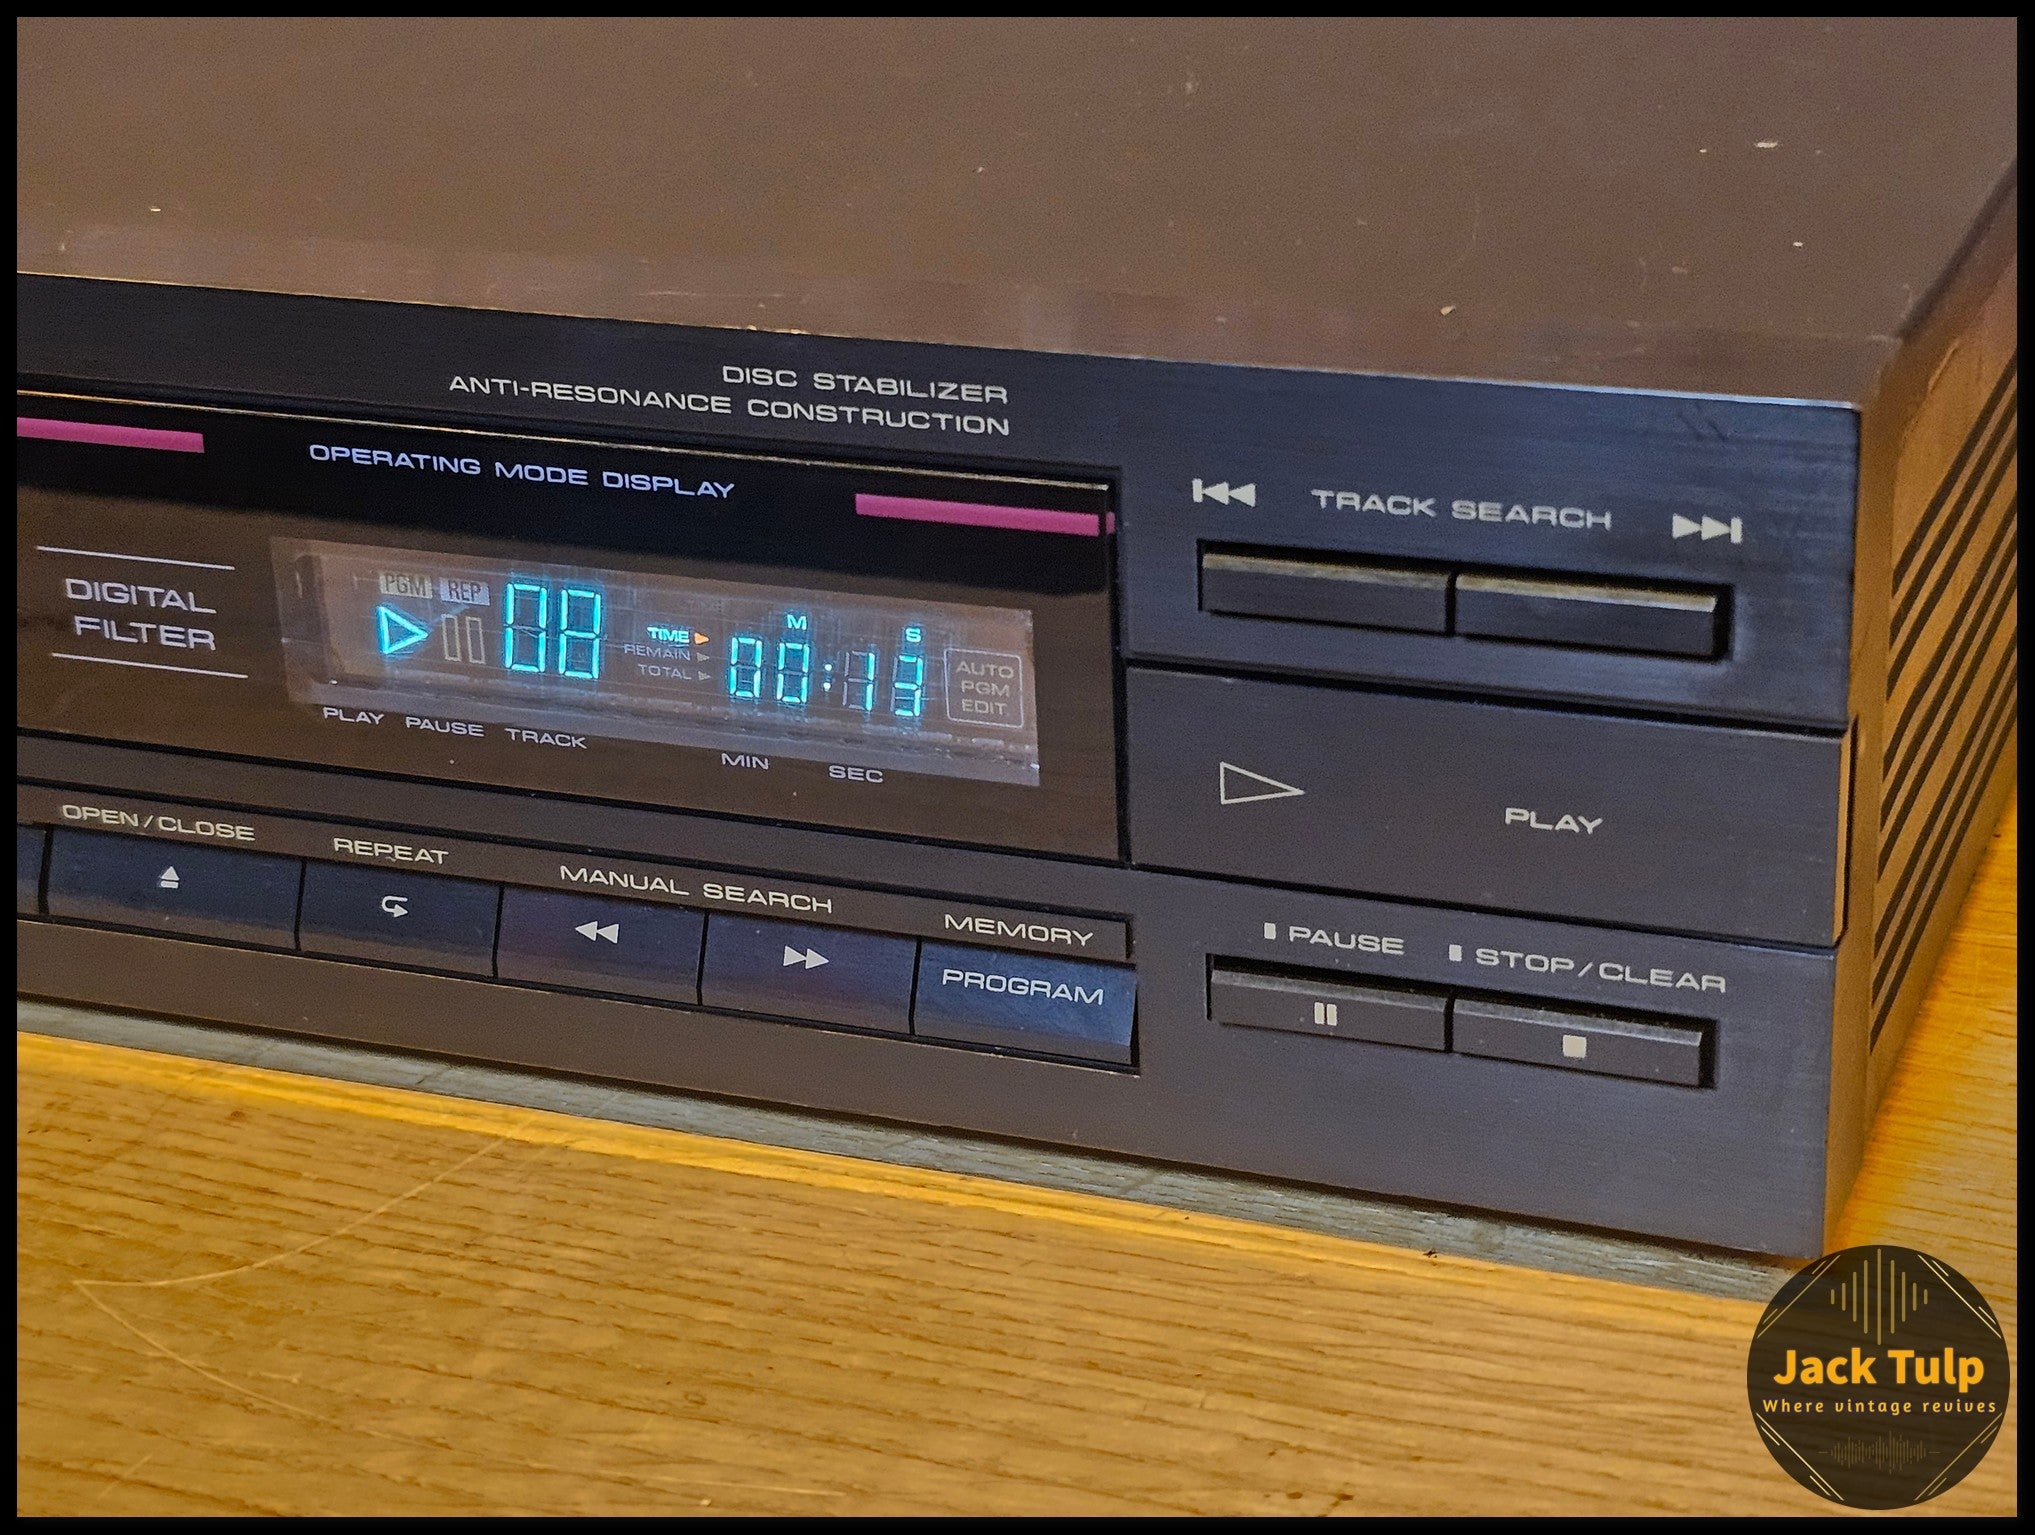 DISC STABILIZER
ANTI-RESONANCE CONSTRUCTION
OPERATING MODE DISPLAY
TRACK SEARCH
DIGITAL
FILTER
PGM REP
08
TIME
REMAIN
TOTAL
M S
00:13
AUTO
PGM
EDIT
PLAY PAUSE TRACK
MIN SEC
PLAY
OPEN/CLOSE
REPEAT
MANUAL SEARCH
MEMORY
PROGRAM
PAUSE
STOP/CLEAR
Jack Tulp
Where vintage revives